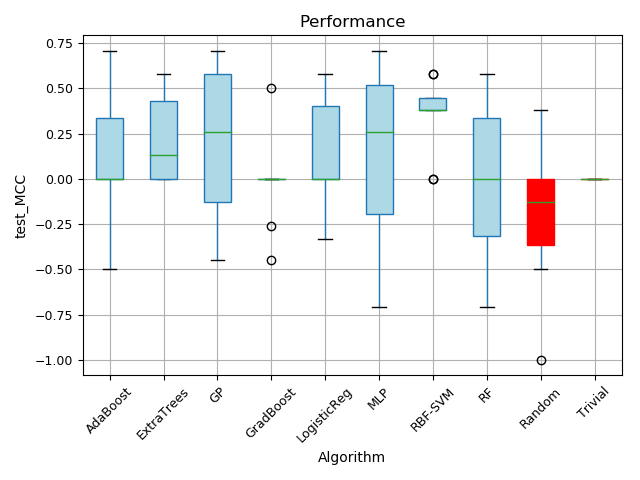 Performance
0.75
0.50
0.25
0.00
−0.25
−0.50
−0.75
−1.00
test_MCC
AdaBoost
ExtraTrees
GP
GradBoost
LogisticReg
MLP
RBF-SVM
RF
Random
Trivial
Algorithm